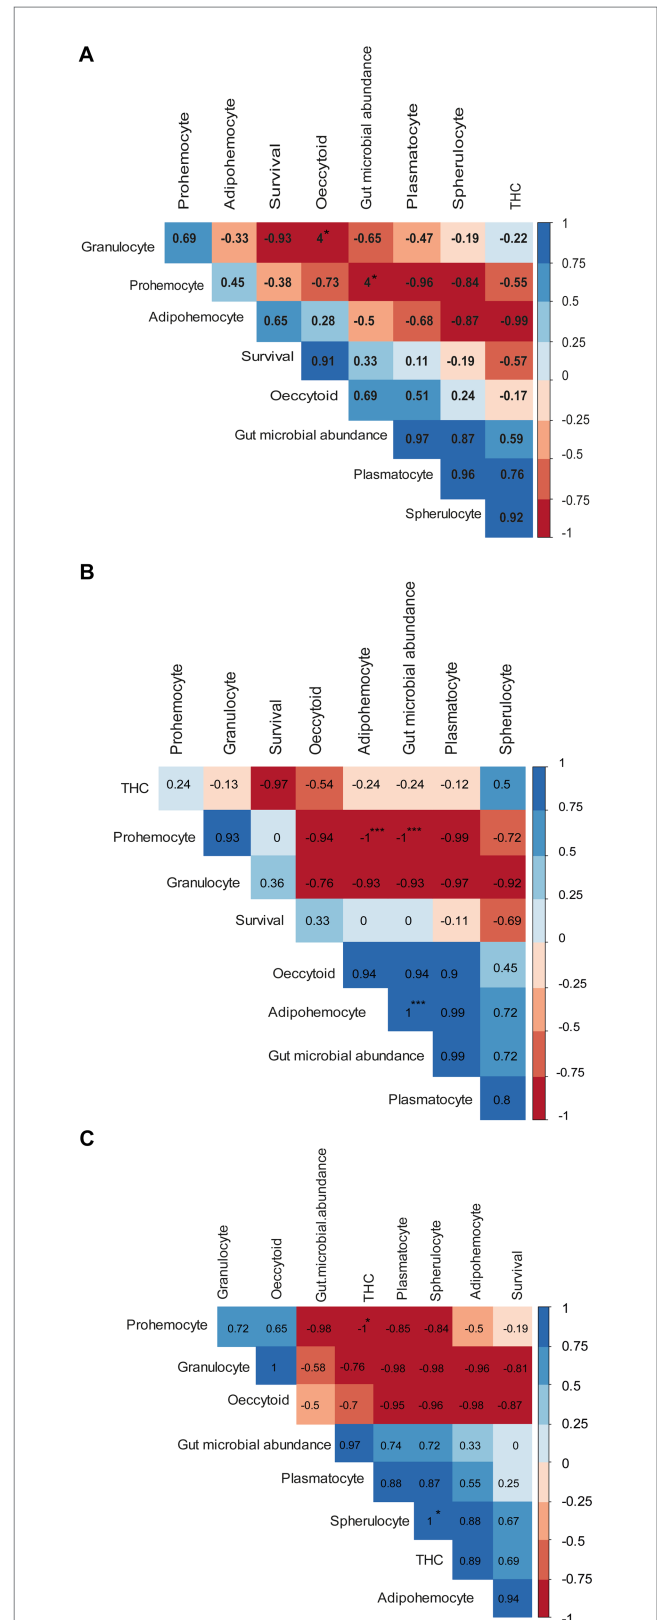 A
Prohemocyte
Adipohemocyte
Survival
Oeccytoid
Gut microbial abundance
Plasmatocyte
Spherulocyte
THC
Granulocyte 0.69 -0.33 -0.93 4* -0.65 -0.47 -0.19 -0.22
Prohemocyte 0.45 -0.38 -0.73 4* -0.96 -0.84 -0.55
Adipohemocyte 0.65 0.28 -0.5 -0.68 -0.87 -0.99
Survival 0.91 0.33 0.11 -0.19 -0.57
Oeccytoid 0.69 0.51 0.24 -0.17
Gut microbial abundance 0.97 0.87 0.59
Plasmatocyte 0.96 0.76
Spherulocyte 0.92
1
0.75
0.5
0.25
0
-0.25
-0.5
-0.75
-1
B
Prohemocyte
Granulocyte
Survival
Oeccytoid
Adipohemocyte
Gut microbial abundance
Plasmatocyte
Spherulocyte
THC 0.24 -0.13 -0.97 -0.54 -0.24 -0.24 -0.12 0.5
Prohemocyte 0.93 0 -0.94 -1*** -1*** -0.99 -0.72
Granulocyte 0.36 -0.76 -0.93 -0.93 -0.97 -0.92
Survival 0.33 0 0 -0.11 -0.69
Oeccytoid 0.94 0.94 0.9 0.45
Adipohemocyte 1*** 0.99 0.72
Gut microbial abundance 0.99 0.72
Plasmatocyte 0.8
1
0.75
0.5
0.25
0
-0.25
-0.5
-0.75
-1
C
Granulocyte
Oeccytoid
Gut.microbial.abundance
THC
Plasmatocyte
Spherulocyte
Adipohemocyte
Survival
Prohemocyte 0.72 0.65 -0.98 -1* -0.85 -0.84 -0.5 -0.19
Granulocyte 1 -0.58 -0.76 -0.98 -0.98 -0.96 -0.81
Oeccytoid -0.5 -0.7 -0.95 -0.96 -0.98 -0.87
Gut microbial abundance 0.97 0.74 0.72 0.33 0
Plasmatocyte 0.88 0.87 0.55 0.25
Spherulocyte 1* 0.88 0.67
THC 0.89 0.69
Adipohemocyte 0.94
1
0.75
0.5
0.25
0
-0.25
-0.5
-0.75
-1